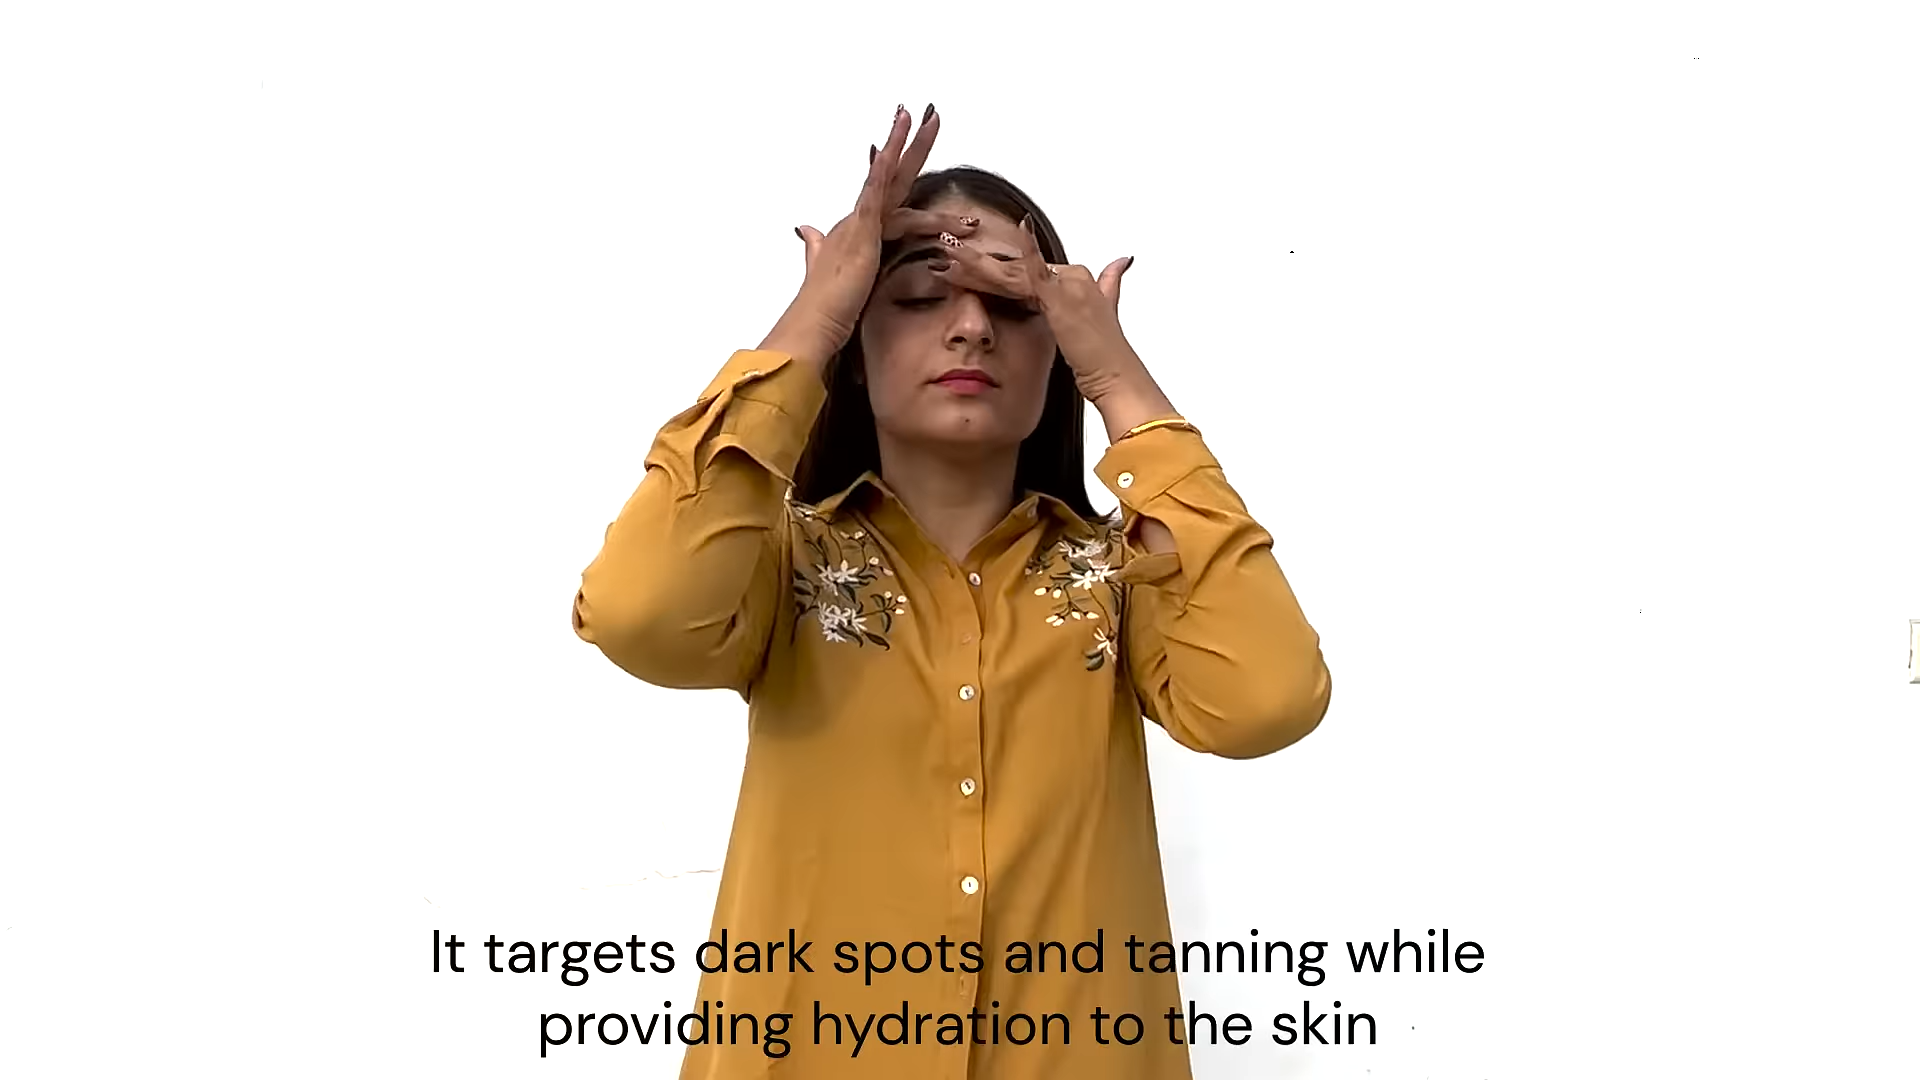 It targets dark spots and tanning while
providing hydration to the skin